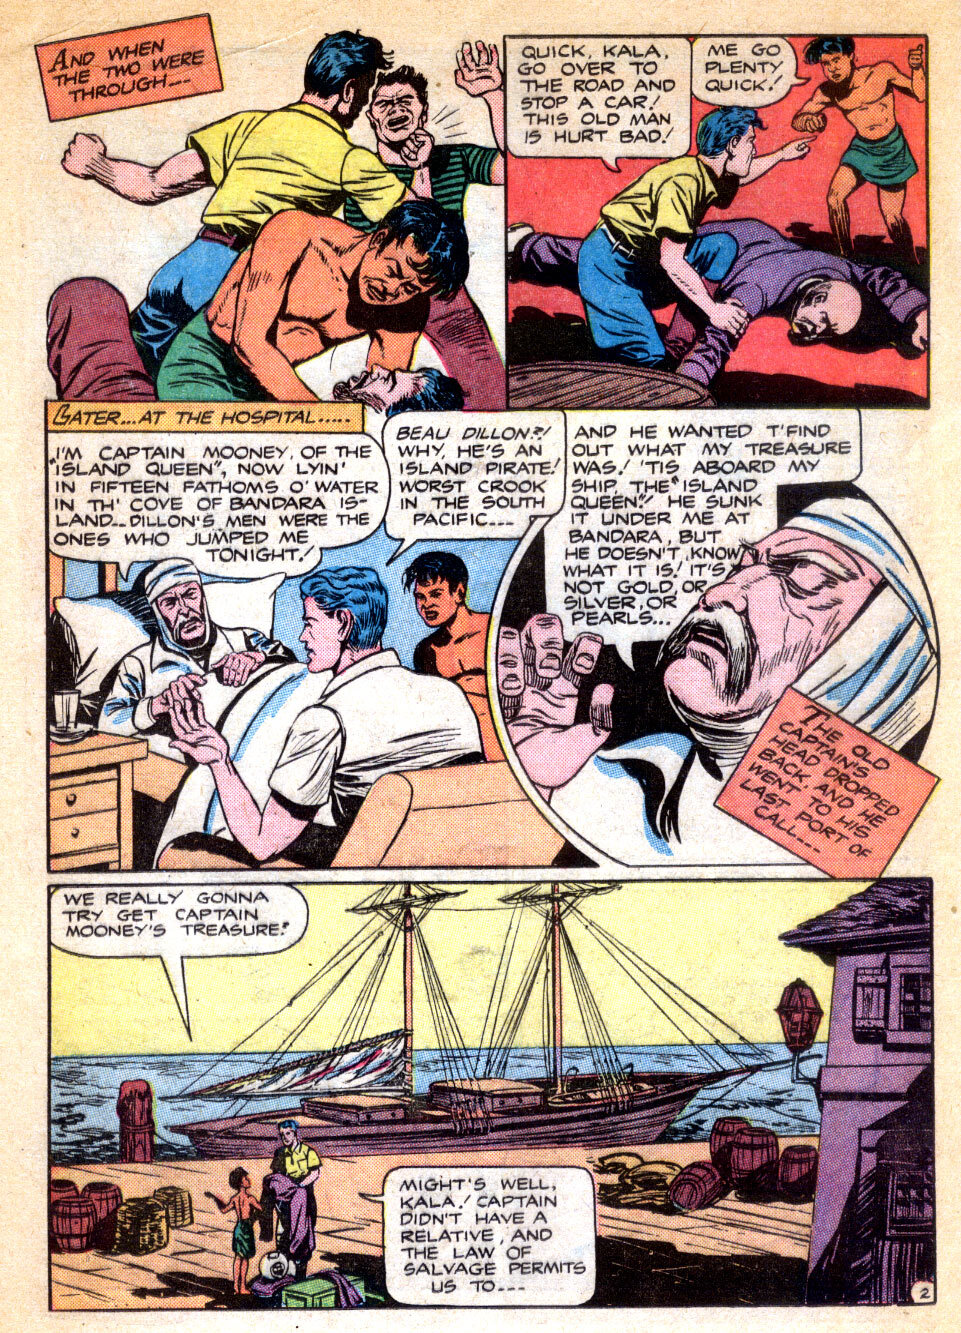 AND WHEN
THE TWO WERE
THROUGH---
QUICK, KALA,
GO OVER TO
THE ROAD AND
STOP A CAR!
THIS OLD MAN
IS HURT BAD!
ME GO
PLENTY
QUICK!
LATER...AT THE HOSPITAL.....
I'M CAPTAIN MOONEY, OF THE
"ISLAND QUEEN", NOW LYIN'
IN FIFTEEN FATHOMS O' WATER
IN TH' COVE OF BANDARA IS-
LAND--DILLON'S MEN WERE THE
ONES WHO JUMPED ME
TONIGHT!
BEAU DILLON?!
WHY, HE'S AN
ISLAND PIRATE!
WORST CROOK
IN THE SOUTH
PACIFIC---
AND HE WANTED T'FIND
OUT WHAT MY TREASURE
WAS! 'TIS ABOARD MY
SHIP, THE "ISLAND
QUEEN"! HE SUNK
IT UNDER ME AT
BANDARA, BUT
HE DOESN'T KNOW
WHAT IT IS! IT'S
NOT GOLD, OR
SILVER, OR
PEARLS...
THE OLD
CAPTAIN'S
HEAD DROPPED
BACK, AND HE
WENT TO HIS
LAST PORT OF
CALL...
WE REALLY GONNA
TRY GET CAPTAIN
MOONEY'S TREASURE?
MIGHT'S WELL,
KALA! CAPTAIN
DIDN'T HAVE A
RELATIVE, AND
THE LAW OF
SALVAGE PERMITS
US TO---
2